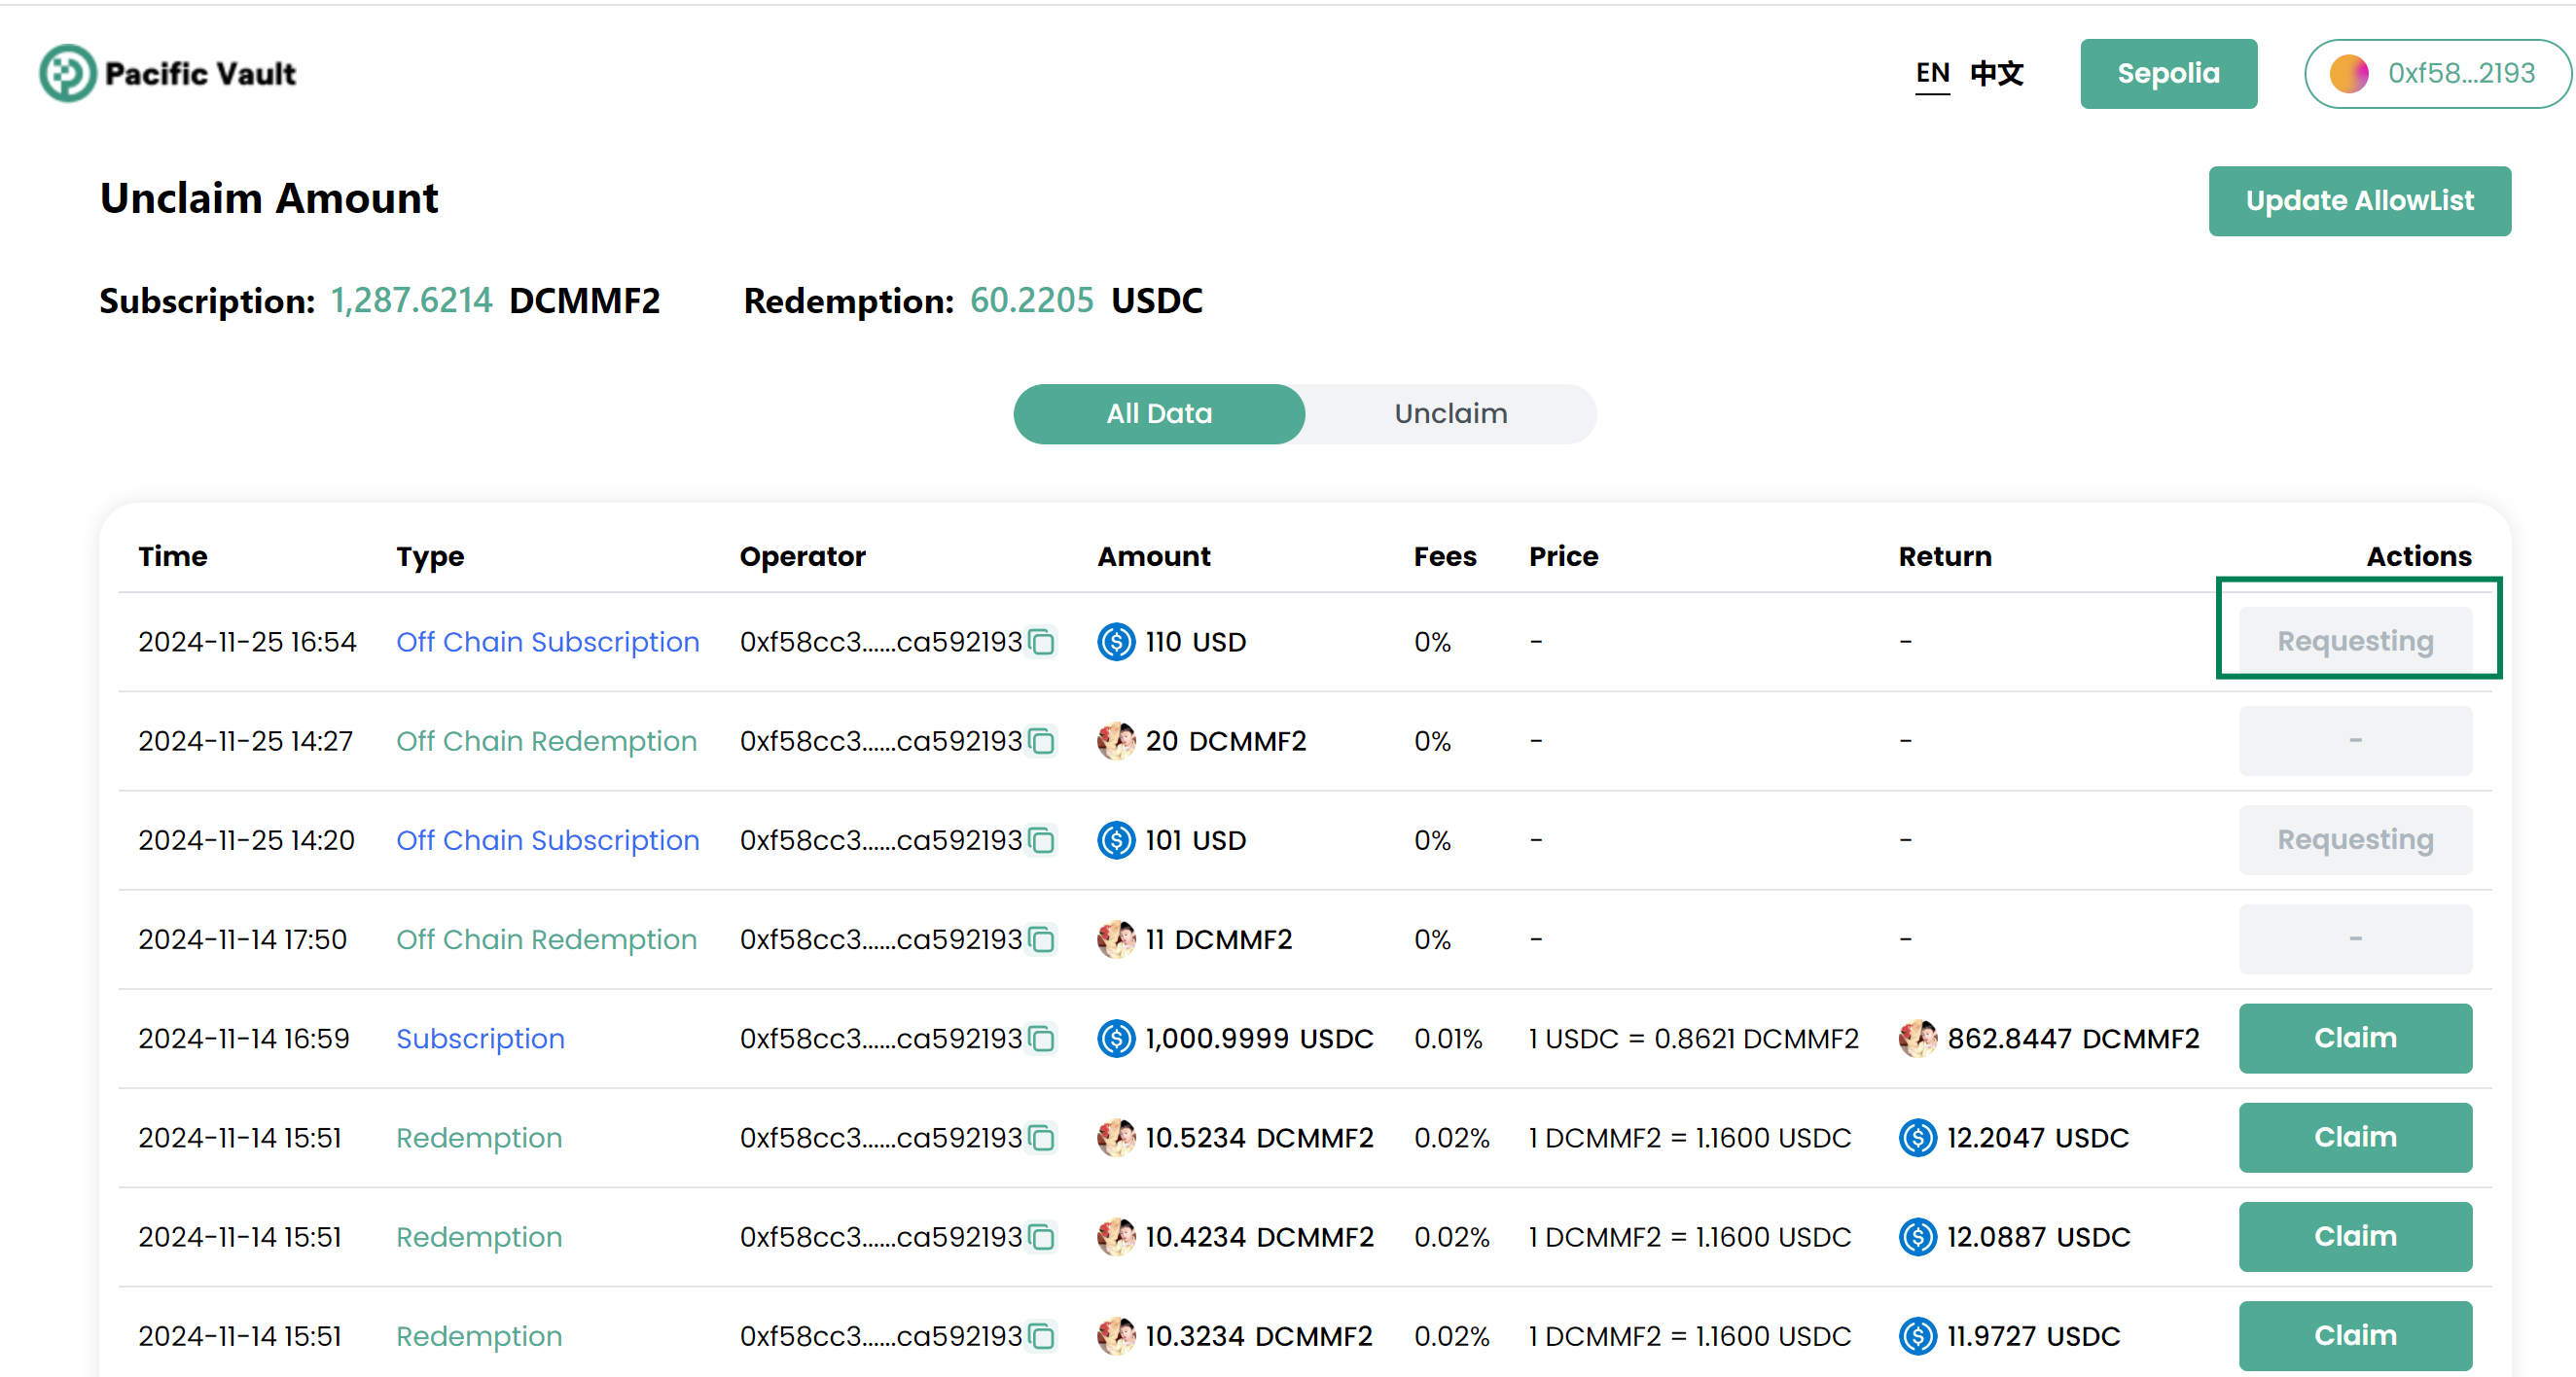 Pacific Vault EN 中文 Sepolia 0xf58...2193
Unclaim Amount Update AllowList
Subscription: 1,287.6214 DCMMF2 Redemption: 60.2205 USDC
All Data Unclaim
Time Type Operator Amount Fees Price Return Actions
2024-11-25 16:54 Off Chain Subscription 0xf58cc3......ca592193 110 USD 0% - - Requesting
2024-11-25 14:27 Off Chain Redemption 0xf58cc3......ca592193 20 DCMMF2 0% - - -
2024-11-25 14:20 Off Chain Subscription 0xf58cc3......ca592193 101 USD 0% - - Requesting
2024-11-14 17:50 Off Chain Redemption 0xf58cc3......ca592193 11 DCMMF2 0% - - -
2024-11-14 16:59 Subscription 0xf58cc3......ca592193 1,000.9999 USDC 0.01% 1 USDC = 0.8621 DCMMF2 862.8447 DCMMF2 Claim
2024-11-14 15:51 Redemption 0xf58cc3......ca592193 10.5234 DCMMF2 0.02% 1 DCMMF2 = 1.1600 USDC 12.2047 USDC Claim
2024-11-14 15:51 Redemption 0xf58cc3......ca592193 10.4234 DCMMF2 0.02% 1 DCMMF2 = 1.1600 USDC 12.0887 USDC Claim
2024-11-14 15:51 Redemption 0xf58cc3......ca592193 10.3234 DCMMF2 0.02% 1 DCMMF2 = 1.1600 USDC 11.9727 USDC Claim